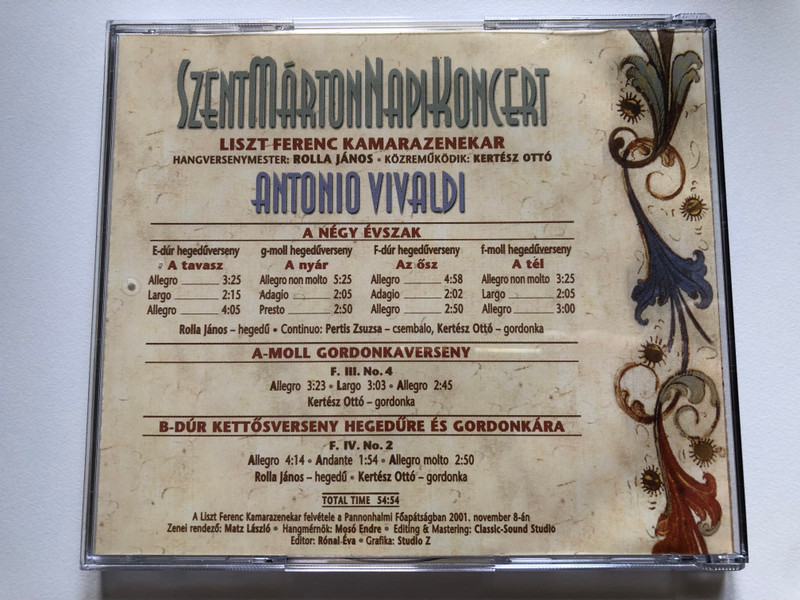 SZENT MÁRTON NAPI KONCERT
LISZT FERENC KAMARAZENEKAR
HANGVERSENYMESTER: ROLLA JÁNOS • KÖZREMŰKÖDIK: KERTÉSZ OTTÓ
ANTONIO VIVALDI
A NÉGY ÉVSZAK
E-dúr hegedűverseny g-moll hegedűverseny F-dúr hegedűverseny f-moll hegedűverseny
A tavasz A nyár Az ősz A tél
Allegro 3:25 Allegro non molto 5:25 Allegro 4:58 Allegro non molto 3:25
Largo 2:15 Adagio 2:05 Adagio 2:02 Largo 2:05
Allegro 4:05 Presto 2:50 Allegro 2:50 Allegro 3:00
Rolla János – hegedű • Continuo: Pertis Zsuzsa – csembaló, Kertész Ottó – gordonka
A-MOLL GORDONKAVERSENY
F. III. No. 4
Allegro 3:23 • Largo 3:03 • Allegro 2:45
Kertész Ottó – gordonka
B-DÚR KETTŐSVERSENY HEGEDŰRE ÉS GORDONKÁRA
F. IV. No. 2
Allegro 4:14 • Andante 1:54 • Allegro molto 2:50
Rolla János – hegedű • Kertész Ottó – gordonka
TOTAL TIME 54:54
A Liszt Ferenc Kamarazenekar felvétele a Pannonhalmi Főapátságban 2001. november 8-án
Zenei rendező: Matz László • Hangmérnök: Mosó Endre • Editing & Mastering: Classic-Sound Studio
Editor: Rónai Éva • Grafika: Studio Z